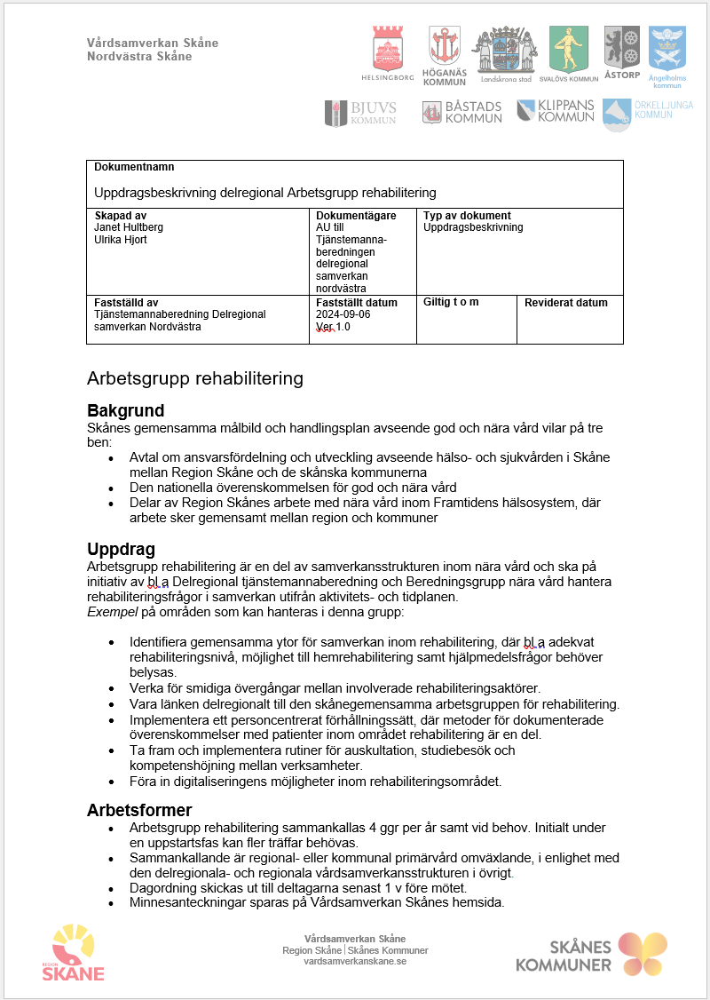 Vårdsamverkan Skåne
Nordvästra Skåne
HELSINGBORG
HÖGANÄS
KOMMUN
Landskrona stad
SVALÖVS KOMMUN
ÅSTORP
Ängelholms
kommun
BJUVS
KOMMUN
BÅSTADS
KOMMUN
KLIPPANS
KOMMUN
ÖRKELLJUNGA
KOMMUN
Dokumentnamn
Uppdragsbeskrivning delregional Arbetsgrupp rehabilitering
Skapad av
Janet Hultberg
Ulrika Hjort
Dokumentägare
AU till
Tjänstemanna-
beredningen
delregional
samverkan
nordvästra
Typ av dokument
Uppdragsbeskrivning
Fastställd av
Tjänstemannaberedning Delregional
samverkan Nordvästra
Fastställt datum
2024-09-06
Ver 1.0
Giltig t o m
Reviderat datum
Arbetsgrupp rehabilitering
Bakgrund
Skånes gemensamma målbild och handlingsplan avseende god och nära vård vilar på tre
ben:
• Avtal om ansvarsfördelning och utveckling avseende hälso- och sjukvården i Skåne
mellan Region Skåne och de skånska kommunerna
• Den nationella överenskommelsen för god och nära vård
• Delar av Region Skånes arbete med nära vård inom Framtidens hälsosystem, där
arbete sker gemensamt mellan region och kommuner
Uppdrag
Arbetsgrupp rehabilitering är en del av samverkansstrukturen inom nära vård och ska på
initiativ av bl a Delregional tjänstemannaberedning och Beredningsgrupp nära vård hantera
rehabiliteringsfrågor i samverkan utifrån aktivitets- och tidplanen.
Exempel på områden som kan hanteras i denna grupp:
• Identifiera gemensamma ytor för samverkan inom rehabilitering, där bl a adekvat
rehabiliteringsnivå, möjlighet till hemrehabilitering samt hjälpmedelsfrågor behöver
belysas.
• Verka för smidiga övergångar mellan involverade rehabiliteringsaktörer.
• Vara länken delregionalt till den skånegemensamma arbetsgruppen för rehabilitering.
• Implementera ett personcentrerat förhållningssätt, där metoder för dokumenterade
överenskommelser med patienter inom området rehabilitering är en del.
• Ta fram och implementera rutiner för auskultation, studiebesök och
kompetenshöjning mellan verksamheter.
• Föra in digitaliseringens möjligheter inom rehabiliteringsområdet.
Arbetsformer
• Arbetsgrupp rehabilitering sammankallas 4 ggr per år samt vid behov. Initialt under
en uppstartsfas kan fler träffar behövas.
• Sammankallande är regional- eller kommunal primärvård omväxlande, i enlighet med
den delregionala- och regionala vårdsamverkansstrukturen i övrigt.
• Dagordning skickas ut till deltagarna senast 1 v före mötet.
• Minnesanteckningar sparas på Vårdsamverkan Skånes hemsida.
REGION
SKÅNE
Vårdsamverkan Skåne
Region Skåne | Skånes Kommuner
vardsamverkanskane.se
SKÅNES
KOMMUNER